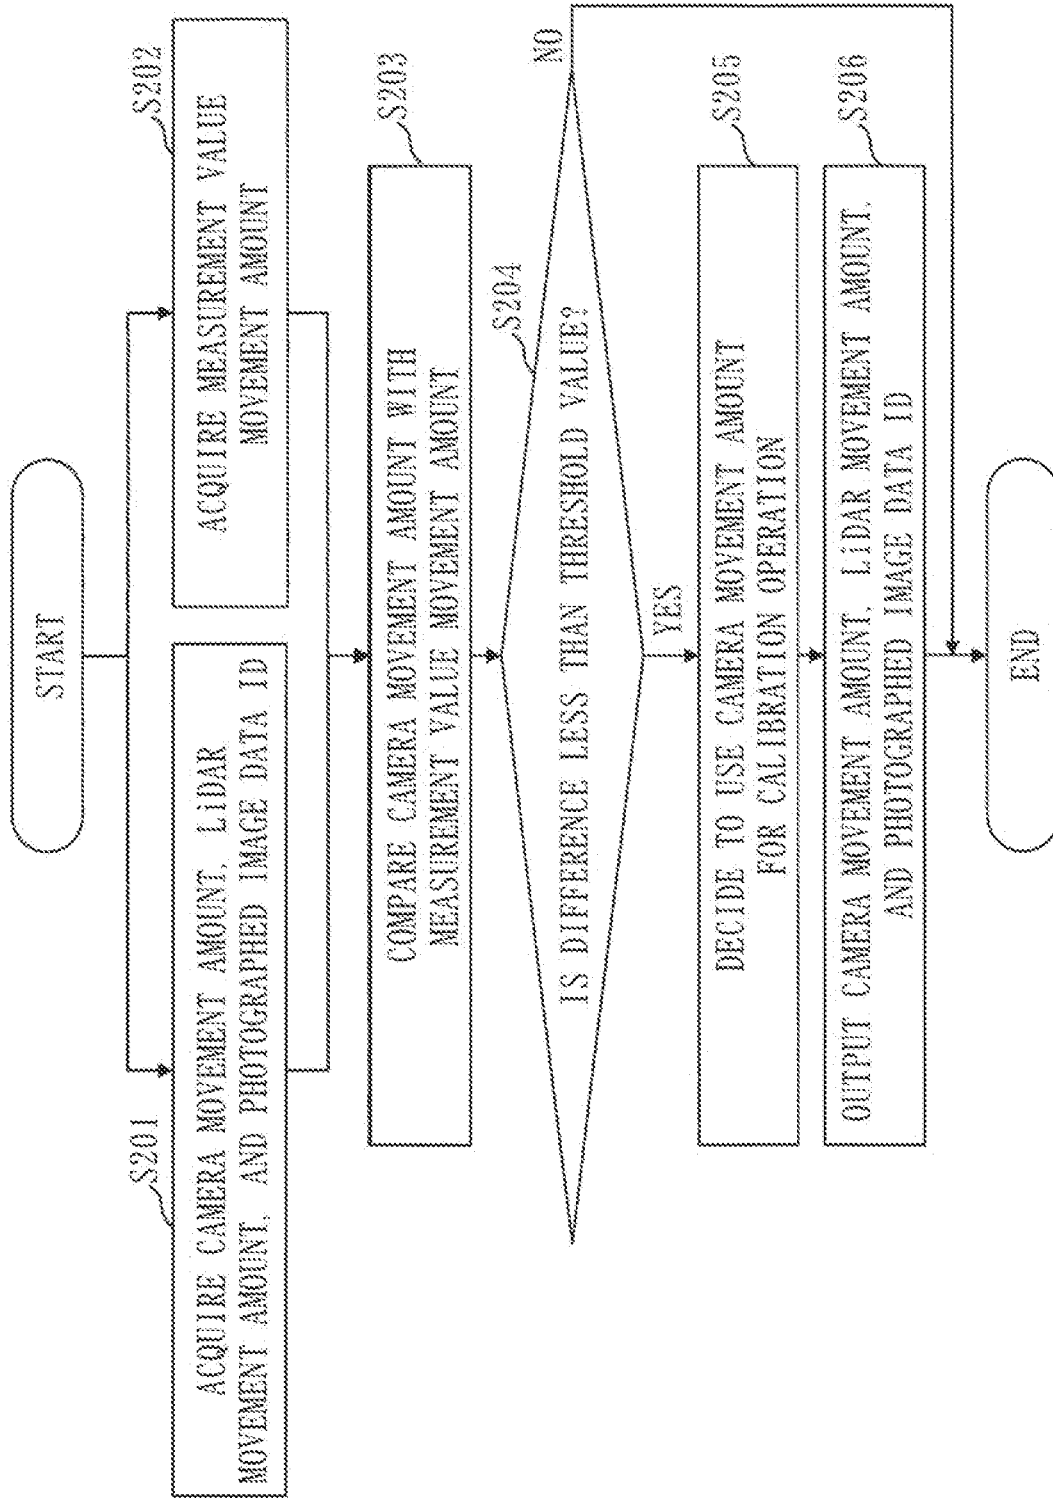 START
S201
ACQUIRE CAMERA MOVEMENT AMOUNT, LiDAR
MOVEMENT AMOUNT, AND PHOTOGRAPHED IMAGE DATA ID
S202
ACQUIRE MEASUREMENT VALUE
MOVEMENT AMOUNT
S203
COMPARE CAMERA MOVEMENT AMOUNT WITH
MEASUREMENT VALUE MOVEMENT AMOUNT
S204
IS DIFFERENCE LESS THAN THRESHOLD VALUE?
NO
YES
S205
DECIDE TO USE CAMERA MOVEMENT AMOUNT
FOR CALIBRATION OPERATION
S206
OUTPUT CAMERA MOVEMENT AMOUNT, LiDAR MOVEMENT AMOUNT,
AND PHOTOGRAPHED IMAGE DATA ID
END